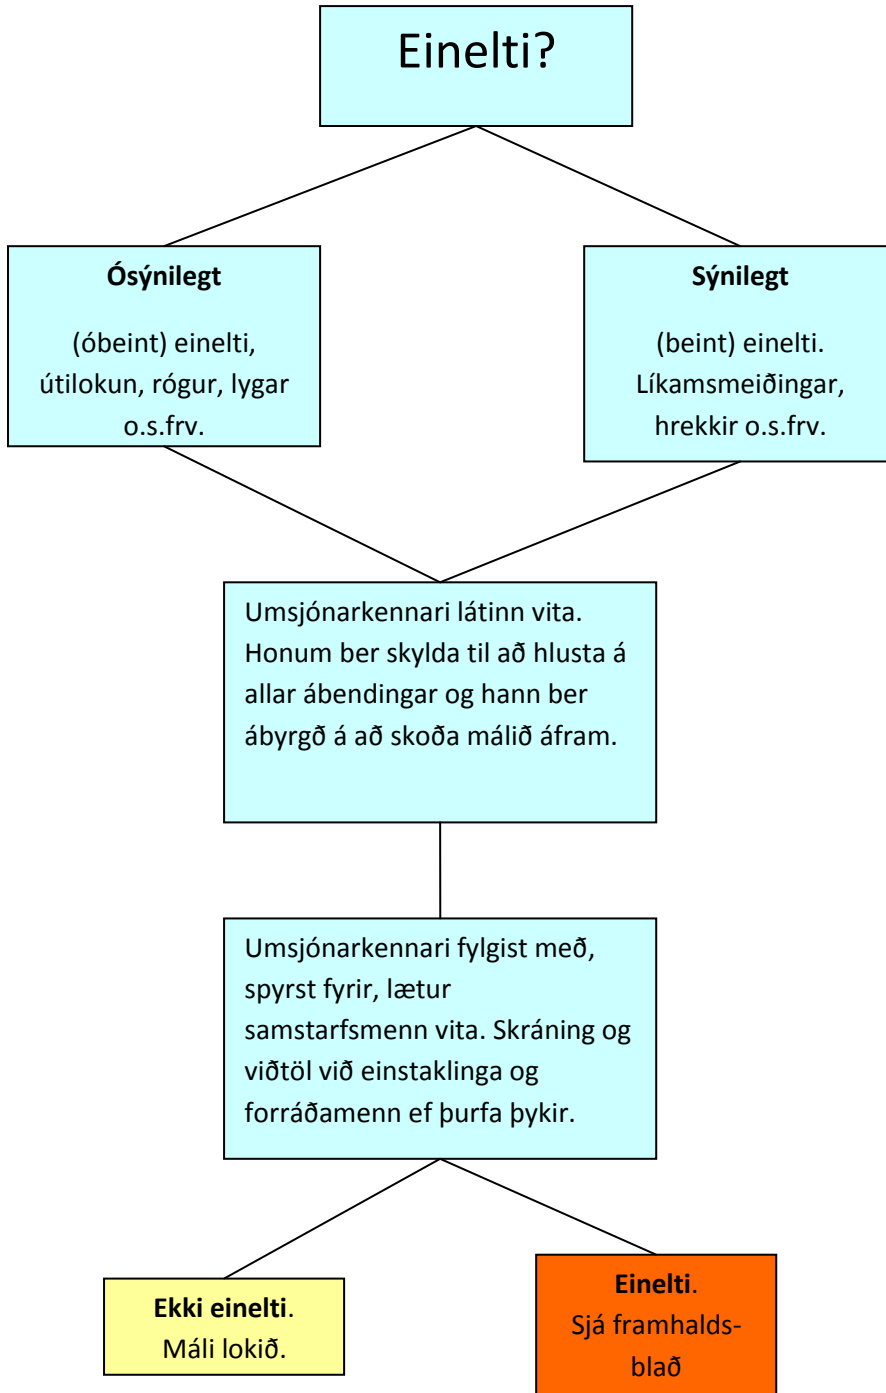 Einelti?
Ósýnilegt
(óbeint) einelti,
útilokun, rógur, lygar
o.s.frv.
Sýnilegt
(beint) einelti.
Líkamsmeiðingar,
hrekkir o.s.frv.
Umsjónarkennari látinn vita.
Honum ber skylda til að hlusta á
allar ábendingar og hann ber
ábyrgð á að skoða málið áfram.
Umsjónarkennari fylgist með,
spyrst fyrir, lætur
samstarfsmenn vita. Skráning og
viðtöl við einstaklinga og
forráðamenn ef þurfa þykir.
Ekki einelti.
Máli lokið.
Einelti.
Sjá framhalds-
blað